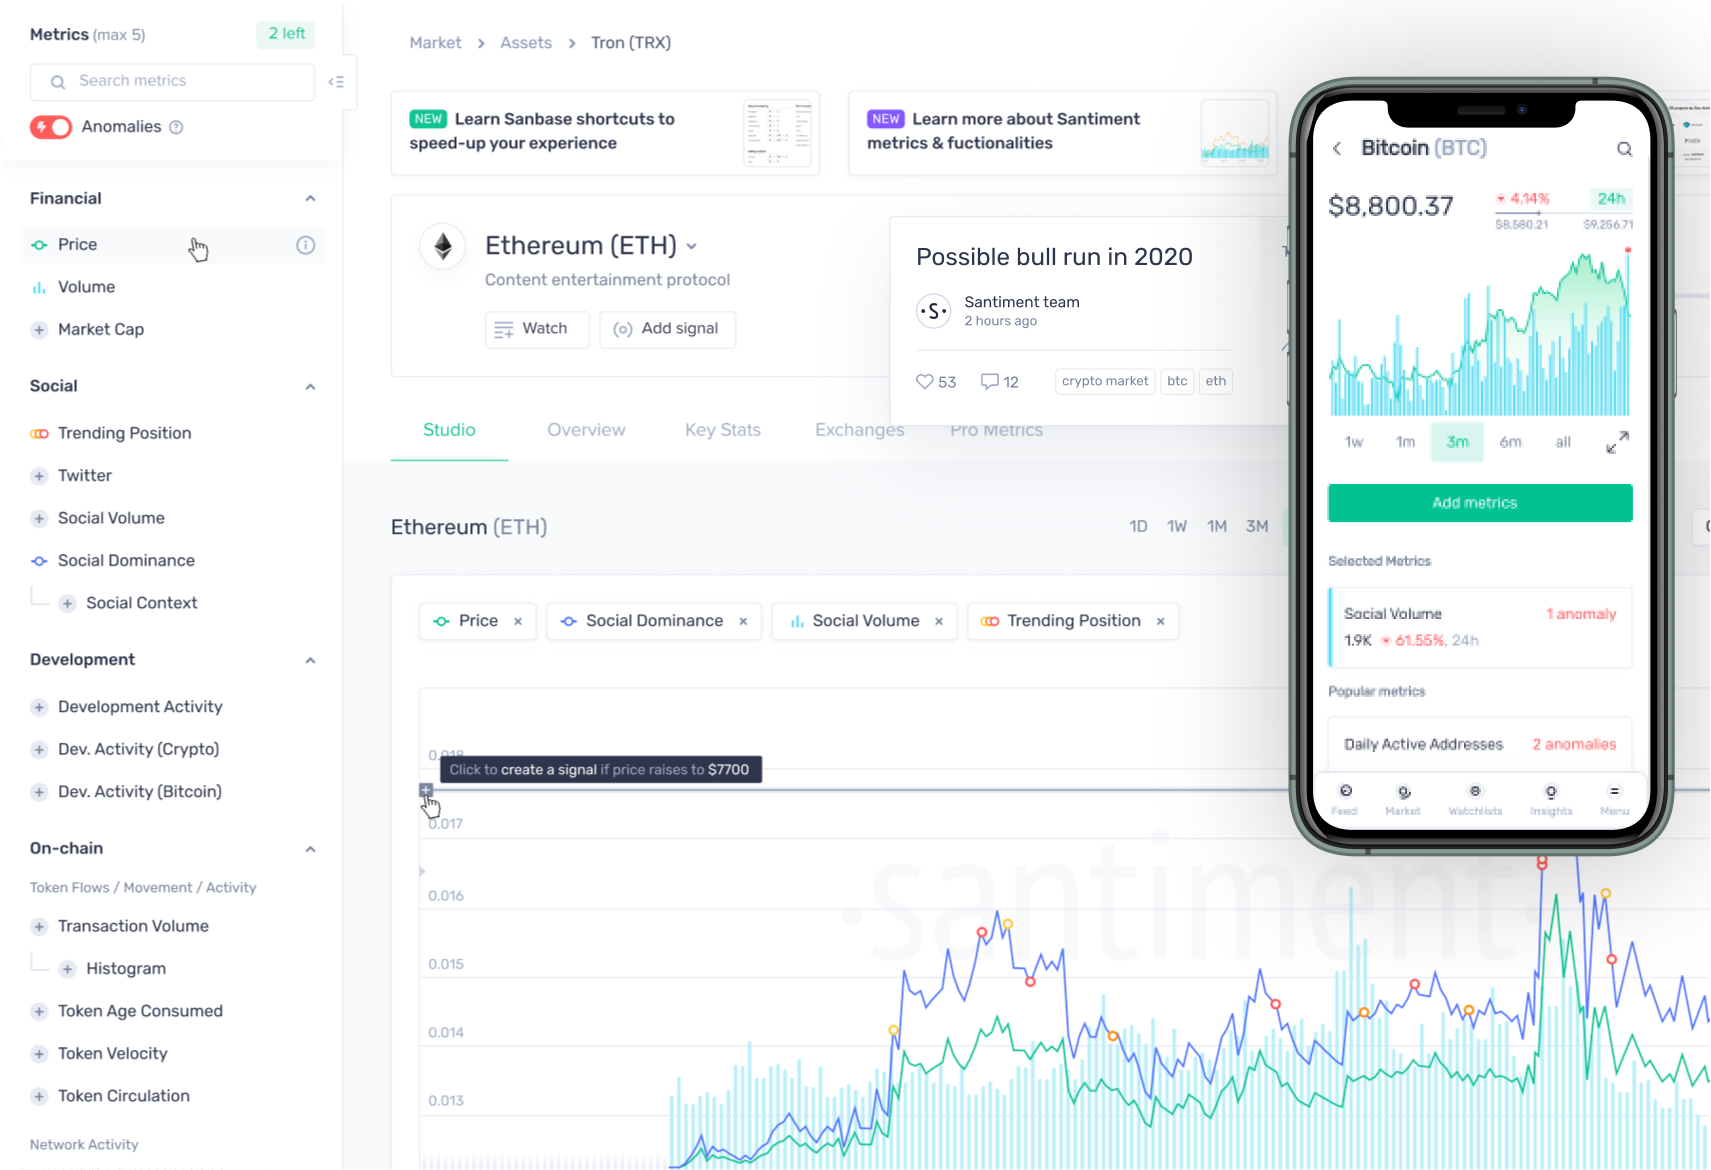 Metrics (max 5)
2 left
Search metrics
Anomalies
Financial
Price
Volume
Market Cap
Social
Trending Position
Twitter
Social Volume
Social Dominance
Social Context
Development
Development Activity
Dev. Activity (Crypto)
Dev. Activity (Bitcoin)
On-chain
Token Flows / Movement / Activity
Transaction Volume
Histogram
Token Age Consumed
Token Velocity
Token Circulation
Network Activity
Market > Assets > Tron (TRX)
NEW Learn Sanbase shortcuts to
speed-up your experience
NEW Learn more about Santiment
metrics & fuctionalities
Ethereum (ETH)
Content entertainment protocol
Watch
Add signal
Possible bull run in 2020
·S·
Santiment team
2 hours ago
53
12
crypto market
btc
eth
Studio
Overview
Key Stats
Exchanges
Pro Metrics
Ethereum (ETH)
1D 1W 1M 3M
Price ×
Social Dominance ×
Social Volume ×
Trending Position ×
0.018
Click to create a signal if price raises to $7700
0.017
0.016
0.015
0.014
0.013
·santiment·
Bitcoin (BTC)
$8,800.37
4.14%
24h
$8,580.21
$9,256.71
1w 1m 3m 6m all
Add metrics
Selected Metrics
Social Volume
1 anomaly
1.9K 61.55%, 24h
Popular metrics
Daily Active Addresses
2 anomalies
Feed
Market
Watchlists
Insights
Menu